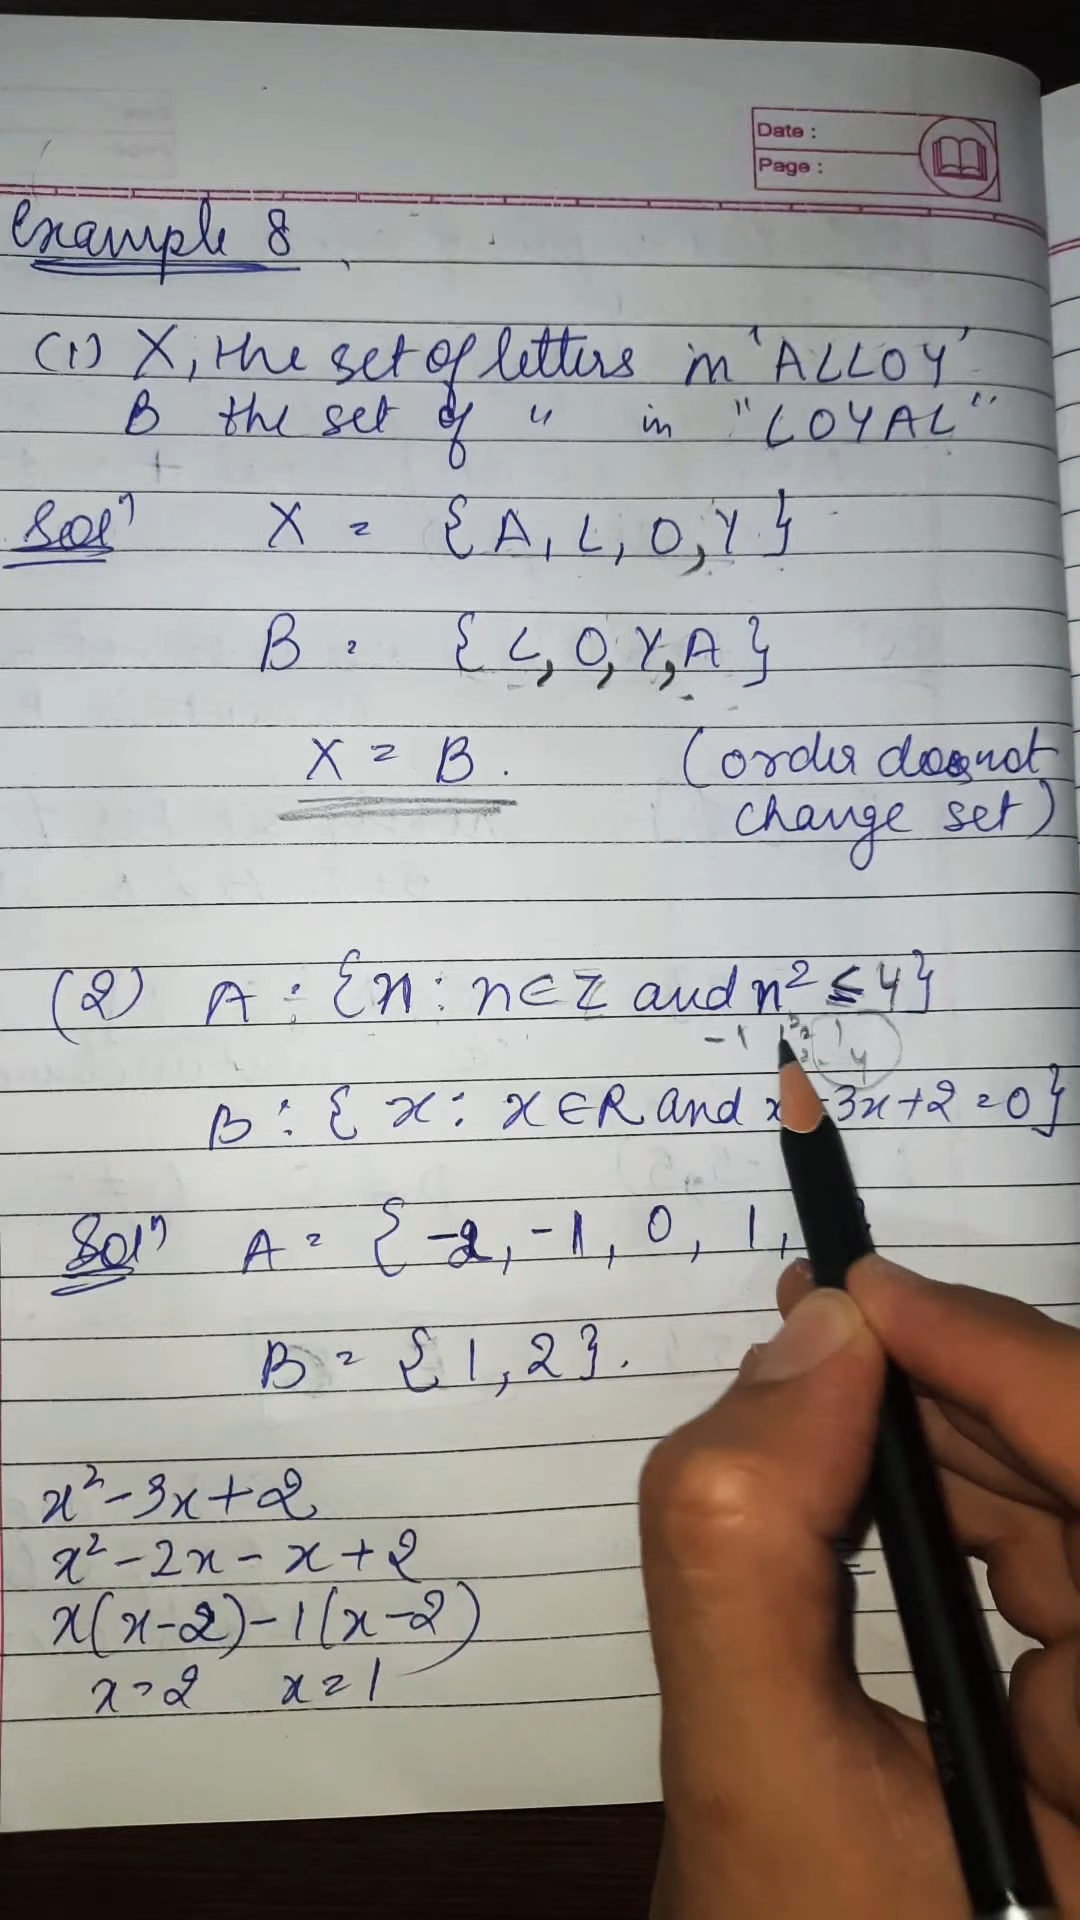 Date :
Page :
Example 8
(1) X, the set of letters in 'ALLOY'
B the set of " in "LOYAL"
Sol^n X = {A, L, O, Y}
B = {L, O, Y, A}
X = B. (order does not
change set)
(2) A : {n : n ∈ Z and n² ≤ 4}
B : { x : x ∈ R and x -3x+2=0}
Sol^n A = {-2, -1, 0, 1,
B = {1, 2}.
x²-3x+2
x²-2x-x+2
x(x-2)-1(x-2)
x=2 x=1